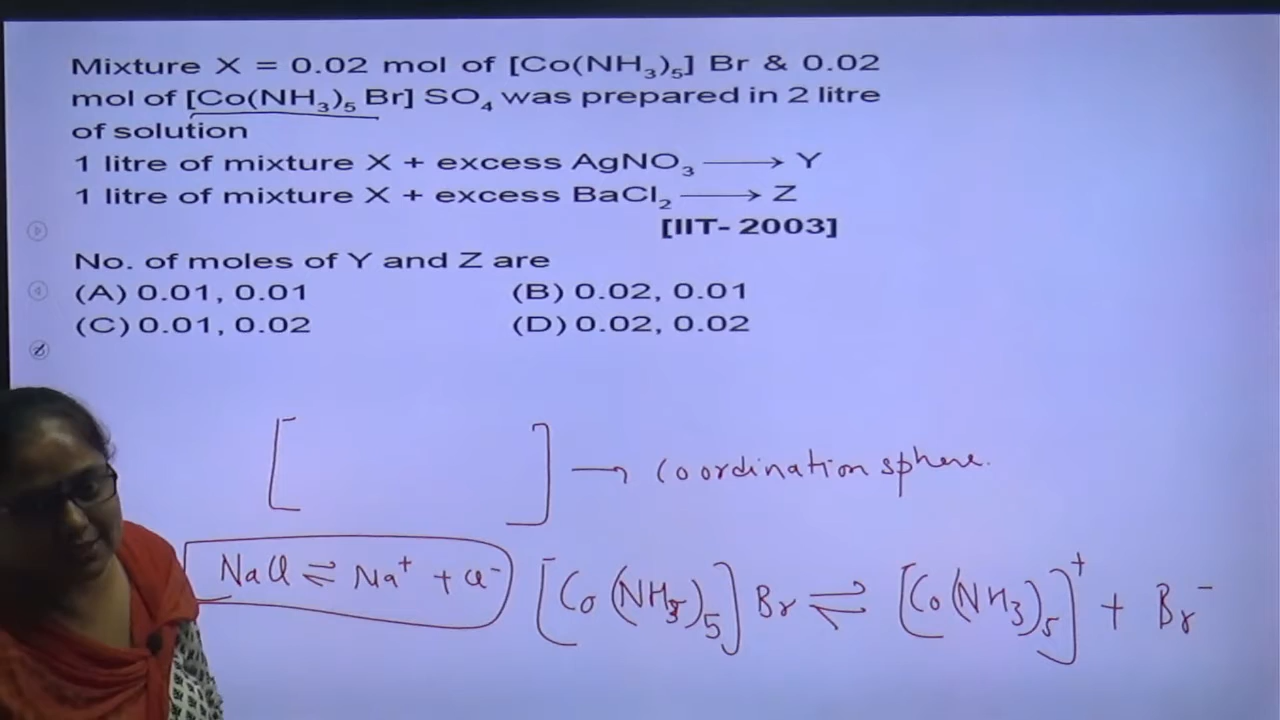 Mixture X = 0.02 mol of [Co(NH₃)₅] Br & 0.02
mol of [Co(NH₃)₅ Br] SO₄ was prepared in 2 litre
of solution
1 litre of mixture X + excess AgNO₃ ⟶ Y
1 litre of mixture X + excess BaCl₂ ⟶ Z
[IIT- 2003]
No. of moles of Y and Z are
(A) 0.01, 0.01 (B) 0.02, 0.01
(C) 0.01, 0.02 (D) 0.02, 0.02
[ ] → Coordination sphere.
NaCl ⇌ Na⁺ + Cl⁻
[Co(NH₃)₅] Br ⇌ [Co(NH₃)₅]⁺ + Br⁻